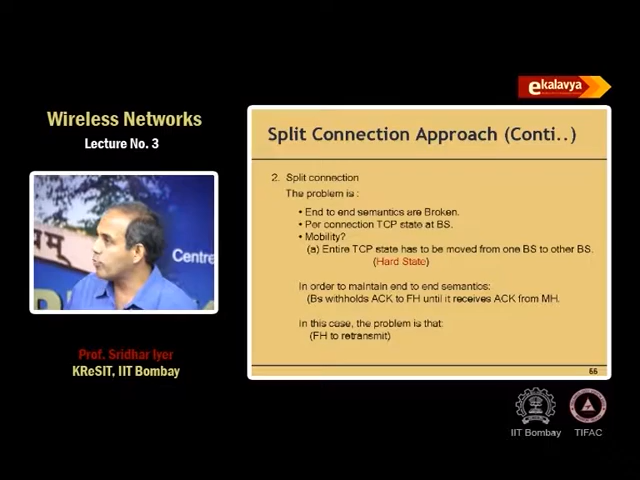 ekalavya
Wireless Networks
Lecture No. 3
Split Connection Approach (Conti..)
2. Split connection
The problem is :
• End to end semantics are Broken.
• Per connection TCP state at BS.
• Mobility?
(a) Entire TCP state has to be moved from one BS to other BS.
(Hard State)
In order to maintain end to end semantics:
(Bs withholds ACK to FH until it receives ACK from MH.
In this case, the problem is that:
(FH to retransmit)
66
Centre
Prof. Sridhar Iyer
KReSIT, IIT Bombay
IIT Bombay
TIFAC